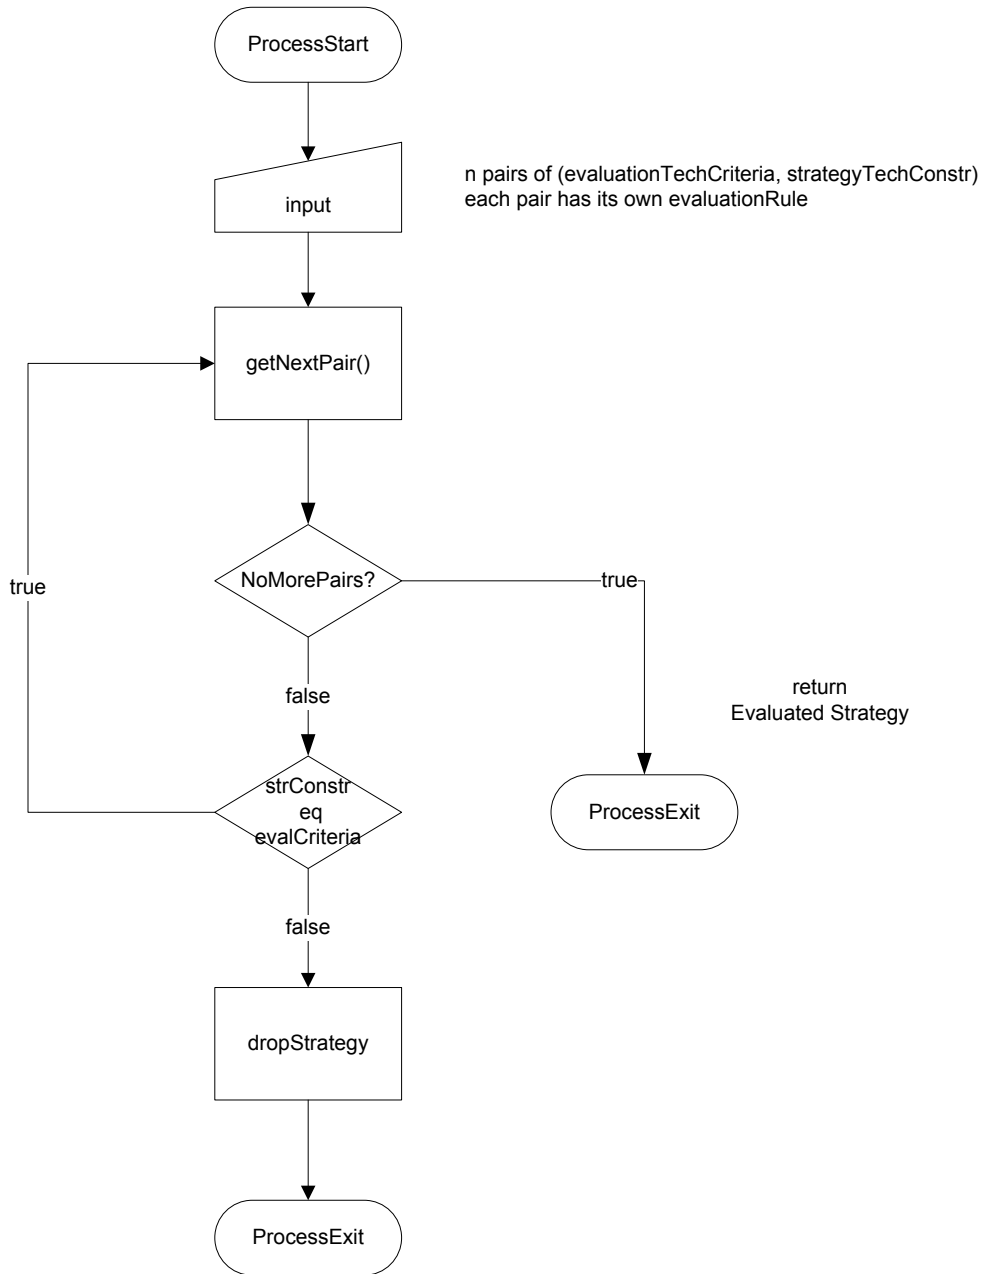 ProcessStart
input
n pairs of (evaluationTechCriteria, strategyTechConstr)
each pair has its own evaluationRule
getNextPair()
NoMorePairs?
true
true
false
return
Evaluated Strategy
strConstr
eq
evalCriteria
ProcessExit
false
dropStrategy
ProcessExit